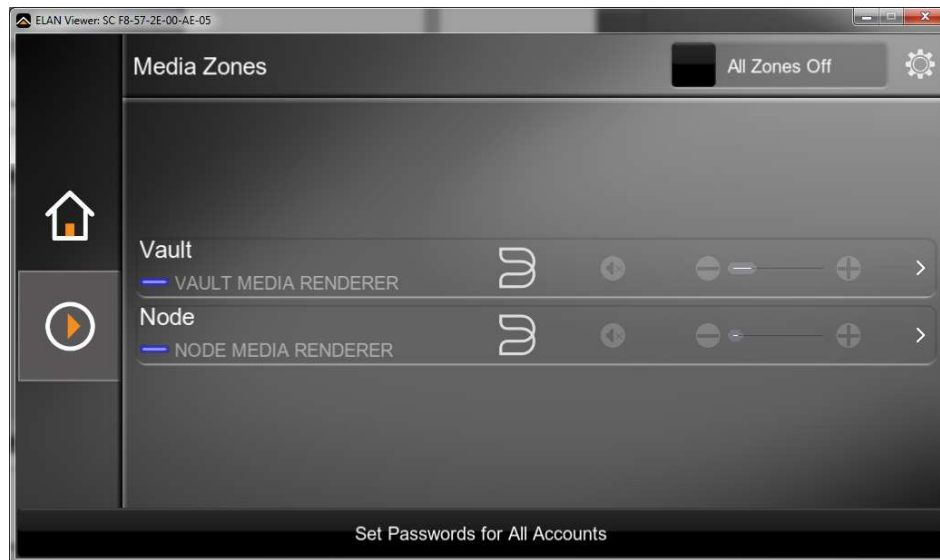 ELAN Viewer: SC F8-57-2E-00-AE-05
Media Zones
All Zones Off
Vault
VAULT MEDIA RENDERER
Node
NODE MEDIA RENDERER
Set Passwords for All Accounts